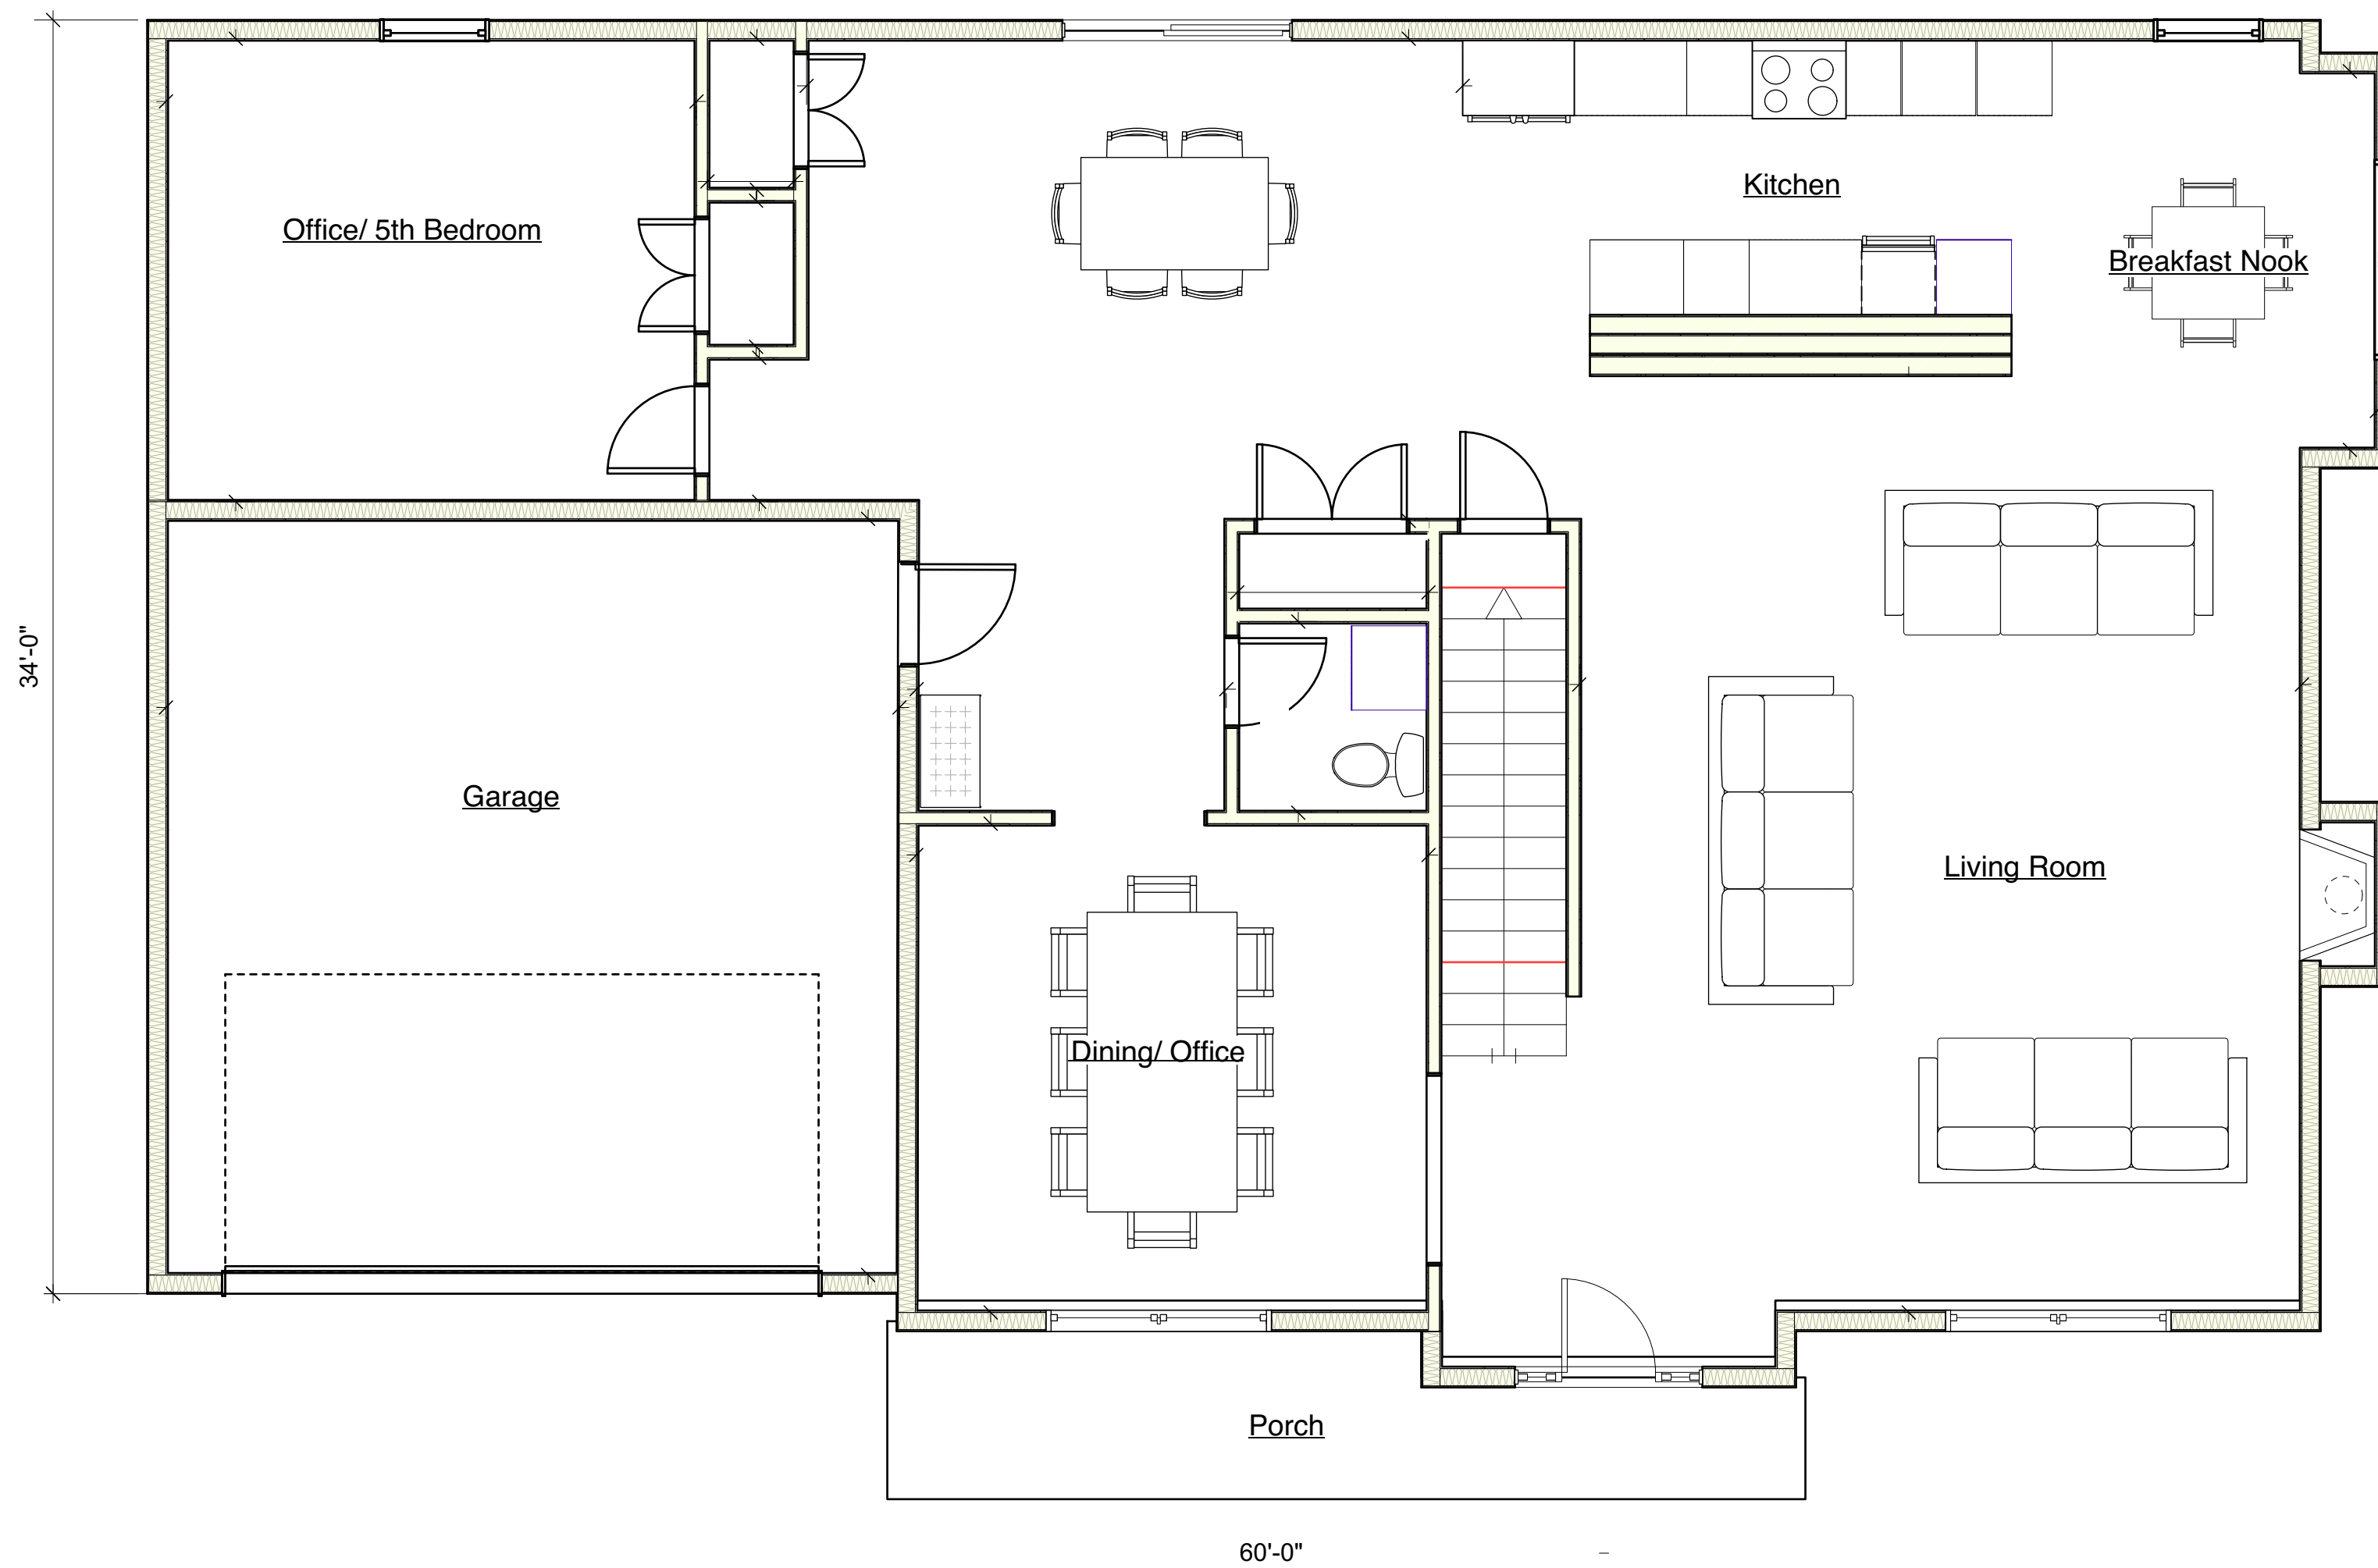 Kitchen
Office/ 5th Bedroom
Breakfast Nook
34'-0"
Garage
Living Room
Dining/ Office
Porch
60'-0"